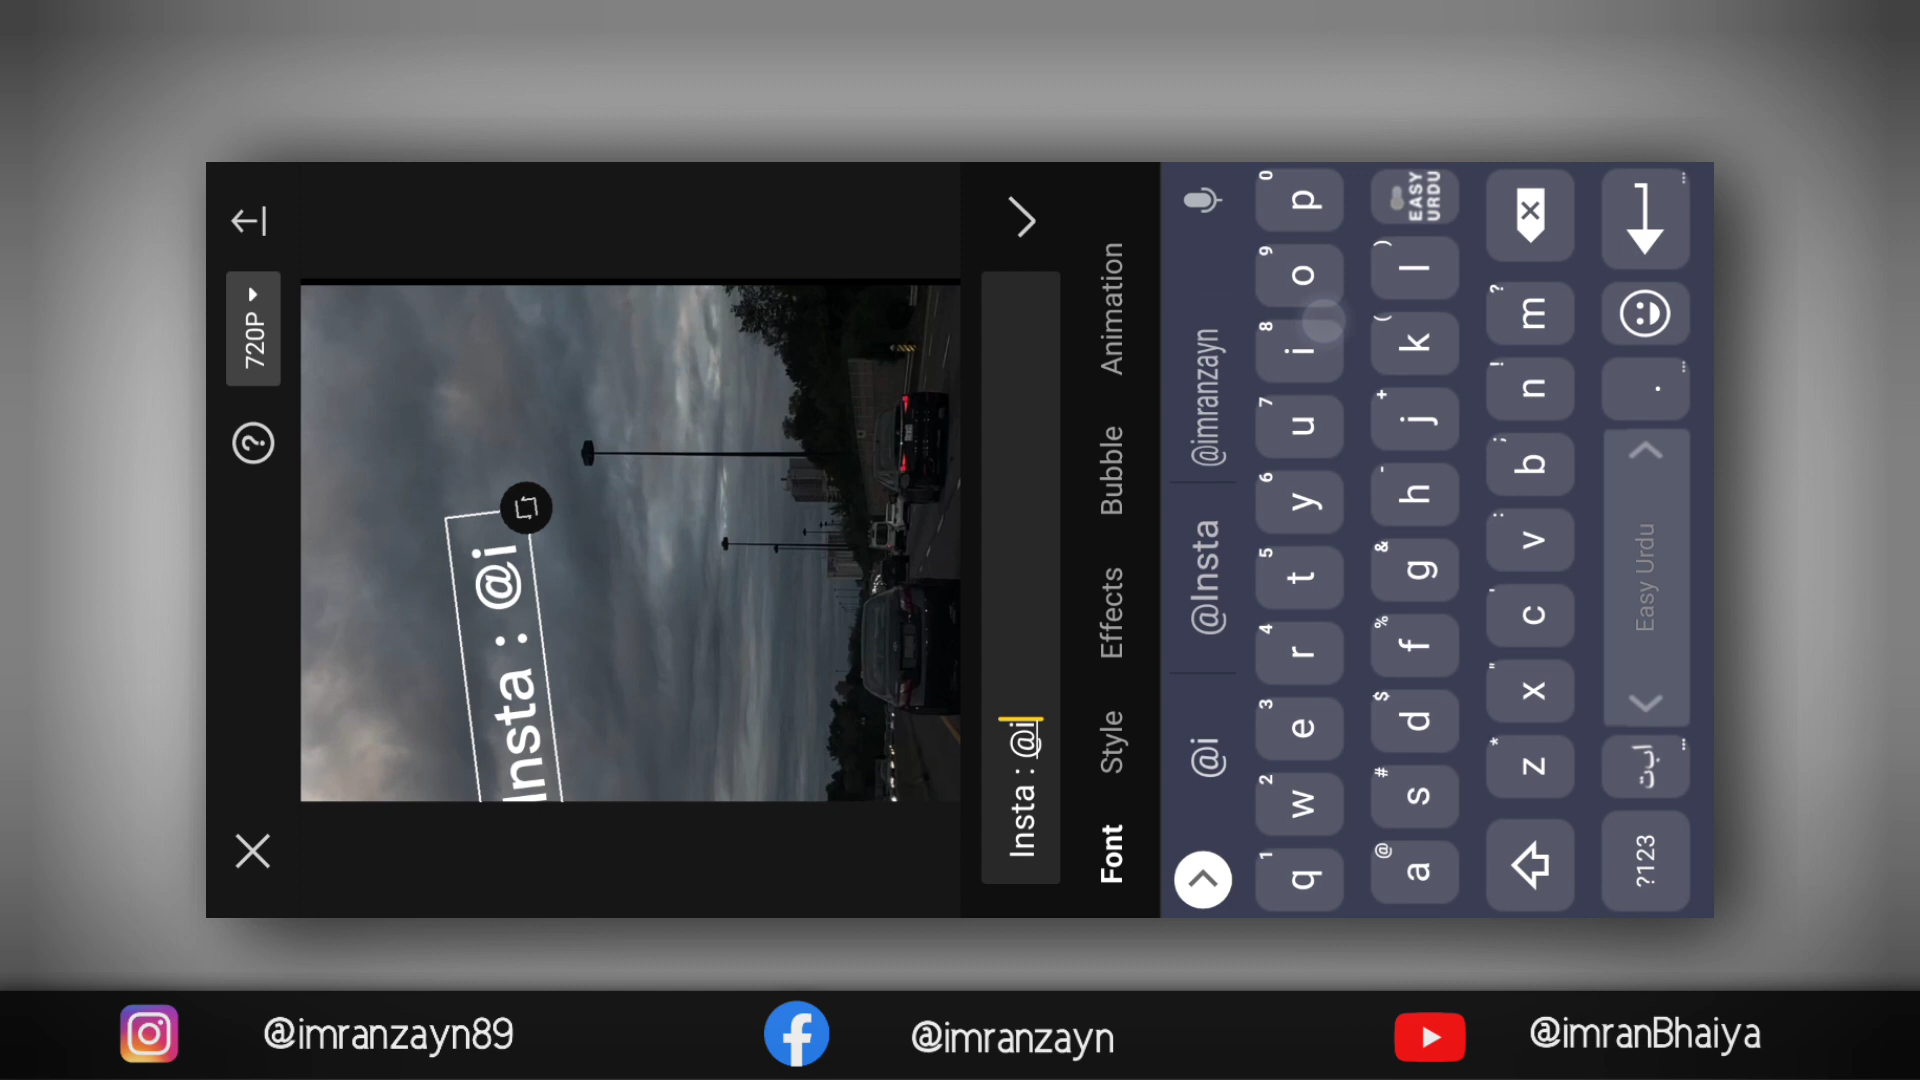 720P
Insta : @i
Insta : @i
Font Style Effects Bubble Animation
@i @Insta @imranzayn
q 1 w 2 e 3 r 4 t 5 y 6 u 7 i 8 o 9 p 0
a @ s # d $ f % g & h - j + k ( l ) EASY URDU
z * x " c ' v : b ; n ! m ?
?123 ابت Easy Urdu .
@imranzayn89 @imranzayn @imranBhaiya